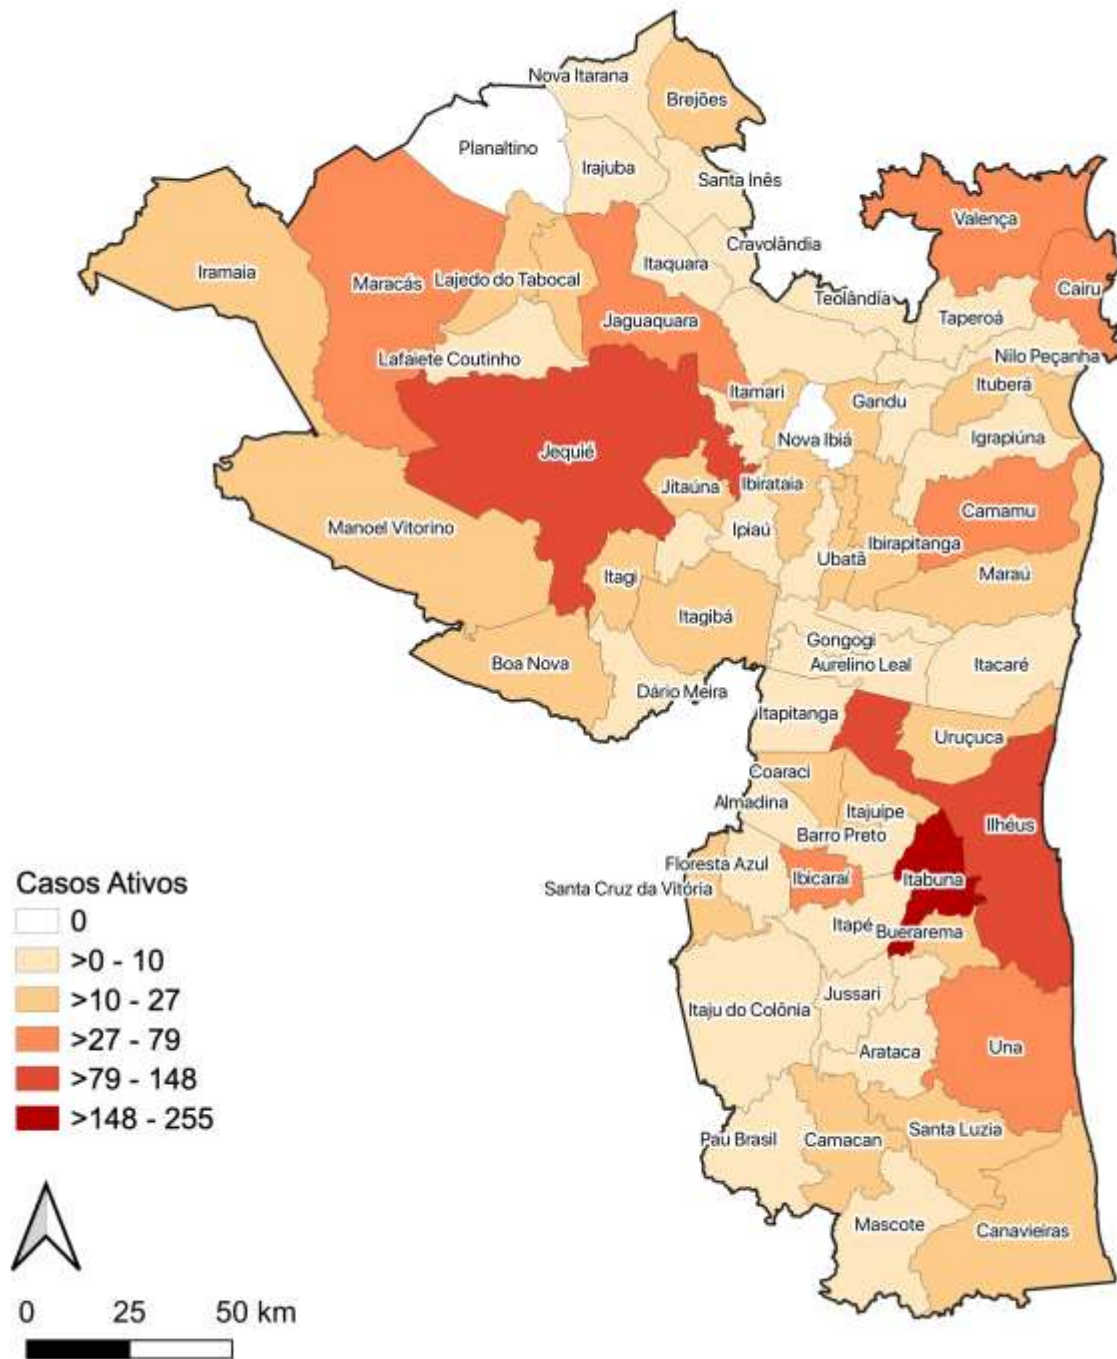 Nova Itarana
Brejões
Planaltino
Irajuba
Santa Inês
Valença
Cravolândia
Iramaia
Itaquara
Maracás
Lajedo do Tabocal
Cairu
Teolândia
Taperoá
Jaguaquara
Lafaiete Coutinho
Nilo Peçanha
Itamari
Ituberá
Gandu
Nova Ibiá
Igrapiúna
Jequié
Jitaúna
Ibirataia
Camamu
Manoel Vitorino
Ipiaú
Ibirapitanga
Ubatã
Maraú
Itagi
Itagibá
Gongogi
Boa Nova
Aurelino Leal
Itacaré
Dário Meira
Itapitanga
Uruçuca
Coaraci
Almadina
Itajuípe
Ilhéus
Barro Preto
Floresta Azul
Ibicaraí
Itabuna
Santa Cruz da Vitória
Itapé
Buerarema
Jussari
Itaju do Colônia
Una
Arataca
Santa Luzia
Pau Brasil
Camacan
Mascote
Canavieiras
Casos Ativos
0
>0 - 10
>10 - 27
>27 - 79
>79 - 148
>148 - 255
0 25 50 km